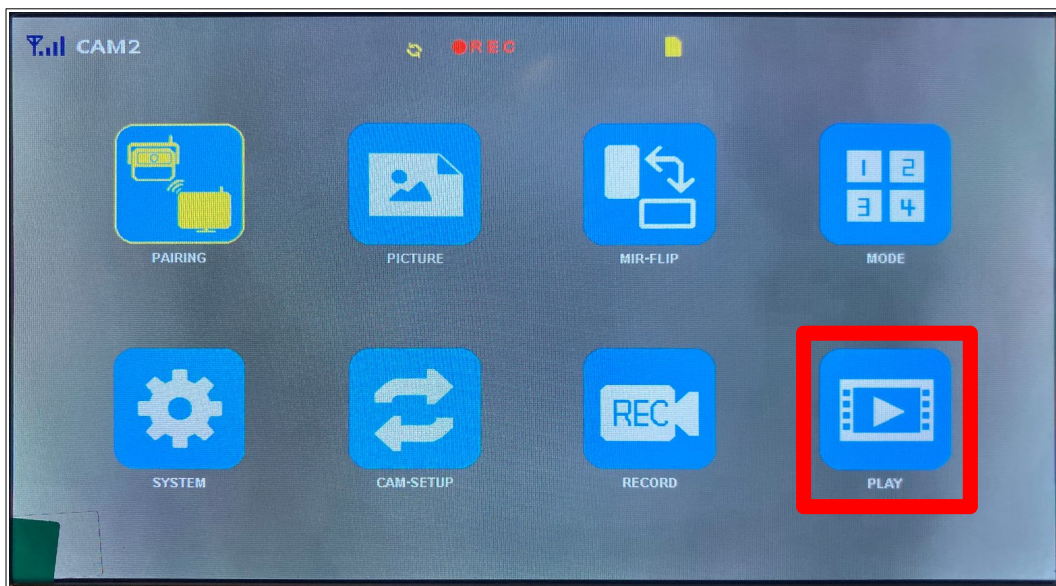 CAM2
REC
PAIRING
PICTURE
MIR-FLIP
1 2
3 4
MODE
SYSTEM
CAM-SETUP
REC
RECORD
PLAY